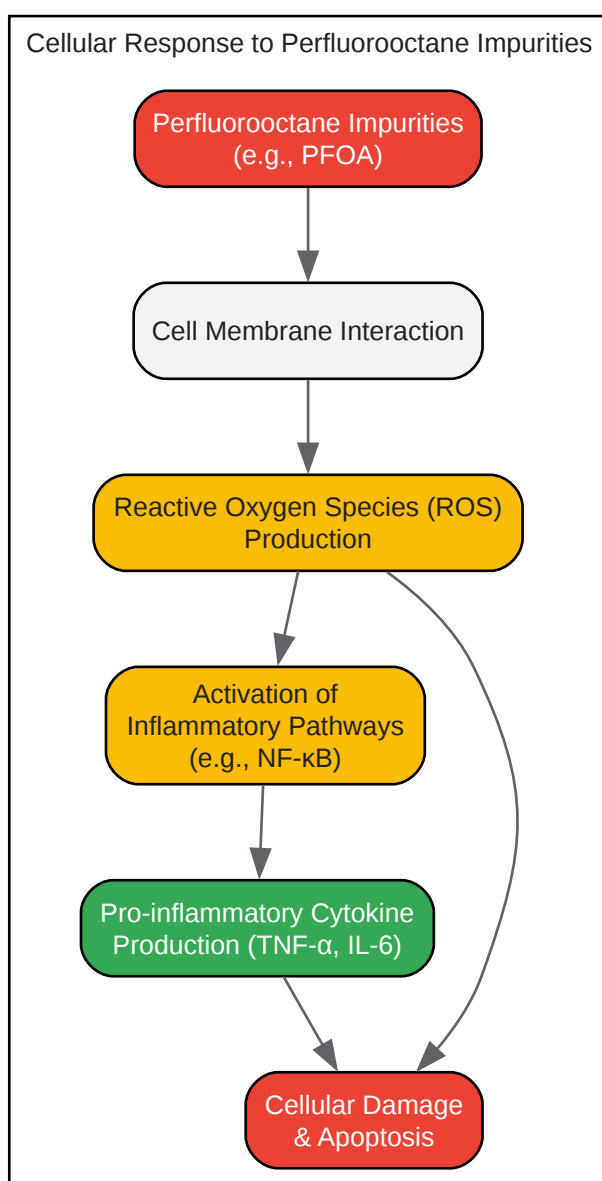 Cellular Response to Perfluorooctane Impurities
Perfluorooctane Impurities
(e.g., PFOA)
Cell Membrane Interaction
Reactive Oxygen Species (ROS)
Production
Activation of
Inflammatory Pathways
(e.g., NF-κB)
Pro-inflammatory Cytokine
Production (TNF-α, IL-6)
Cellular Damage
& Apoptosis